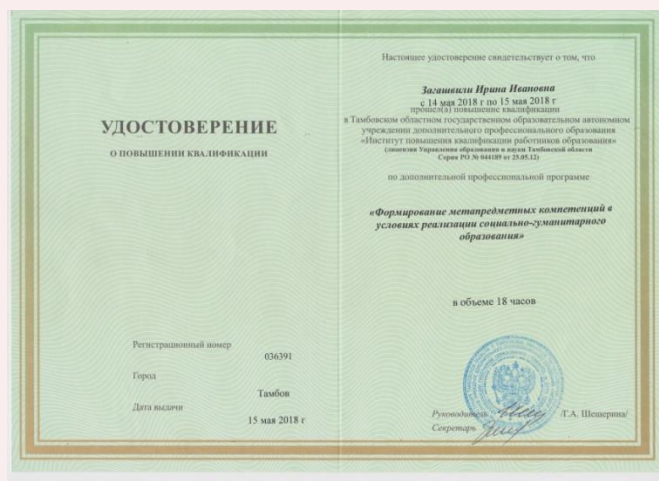 УДОСТОВЕРЕНИЕ
О ПОВЫШЕНИИ КВАЛИФИКАЦИИ
Регистрационный номер
036391
Город
Тамбов
Дата выдачи
15 мая 2018 г
Настоящее удостоверение свидетельствует о том, что
Загашвили Ирина Ивановна
с 14 мая 2018 г по 15 мая 2018 г
прошел(а) повышение квалификации
в Тамбовском областном государственном образовательном автономном
учреждении дополнительного профессионального образования
«Институт повышения квалификации работников образования»
(лицензия Управления образования и науки Тамбовской области
Серия РО № 044189 от 25.05.12)
по дополнительной профессиональной программе
«Формирование метапредметных компетенций в
условиях реализации социально-гуманитарного
образования»
в объеме 18 часов
Руководитель /Г.А. Шешерина/
Секретарь